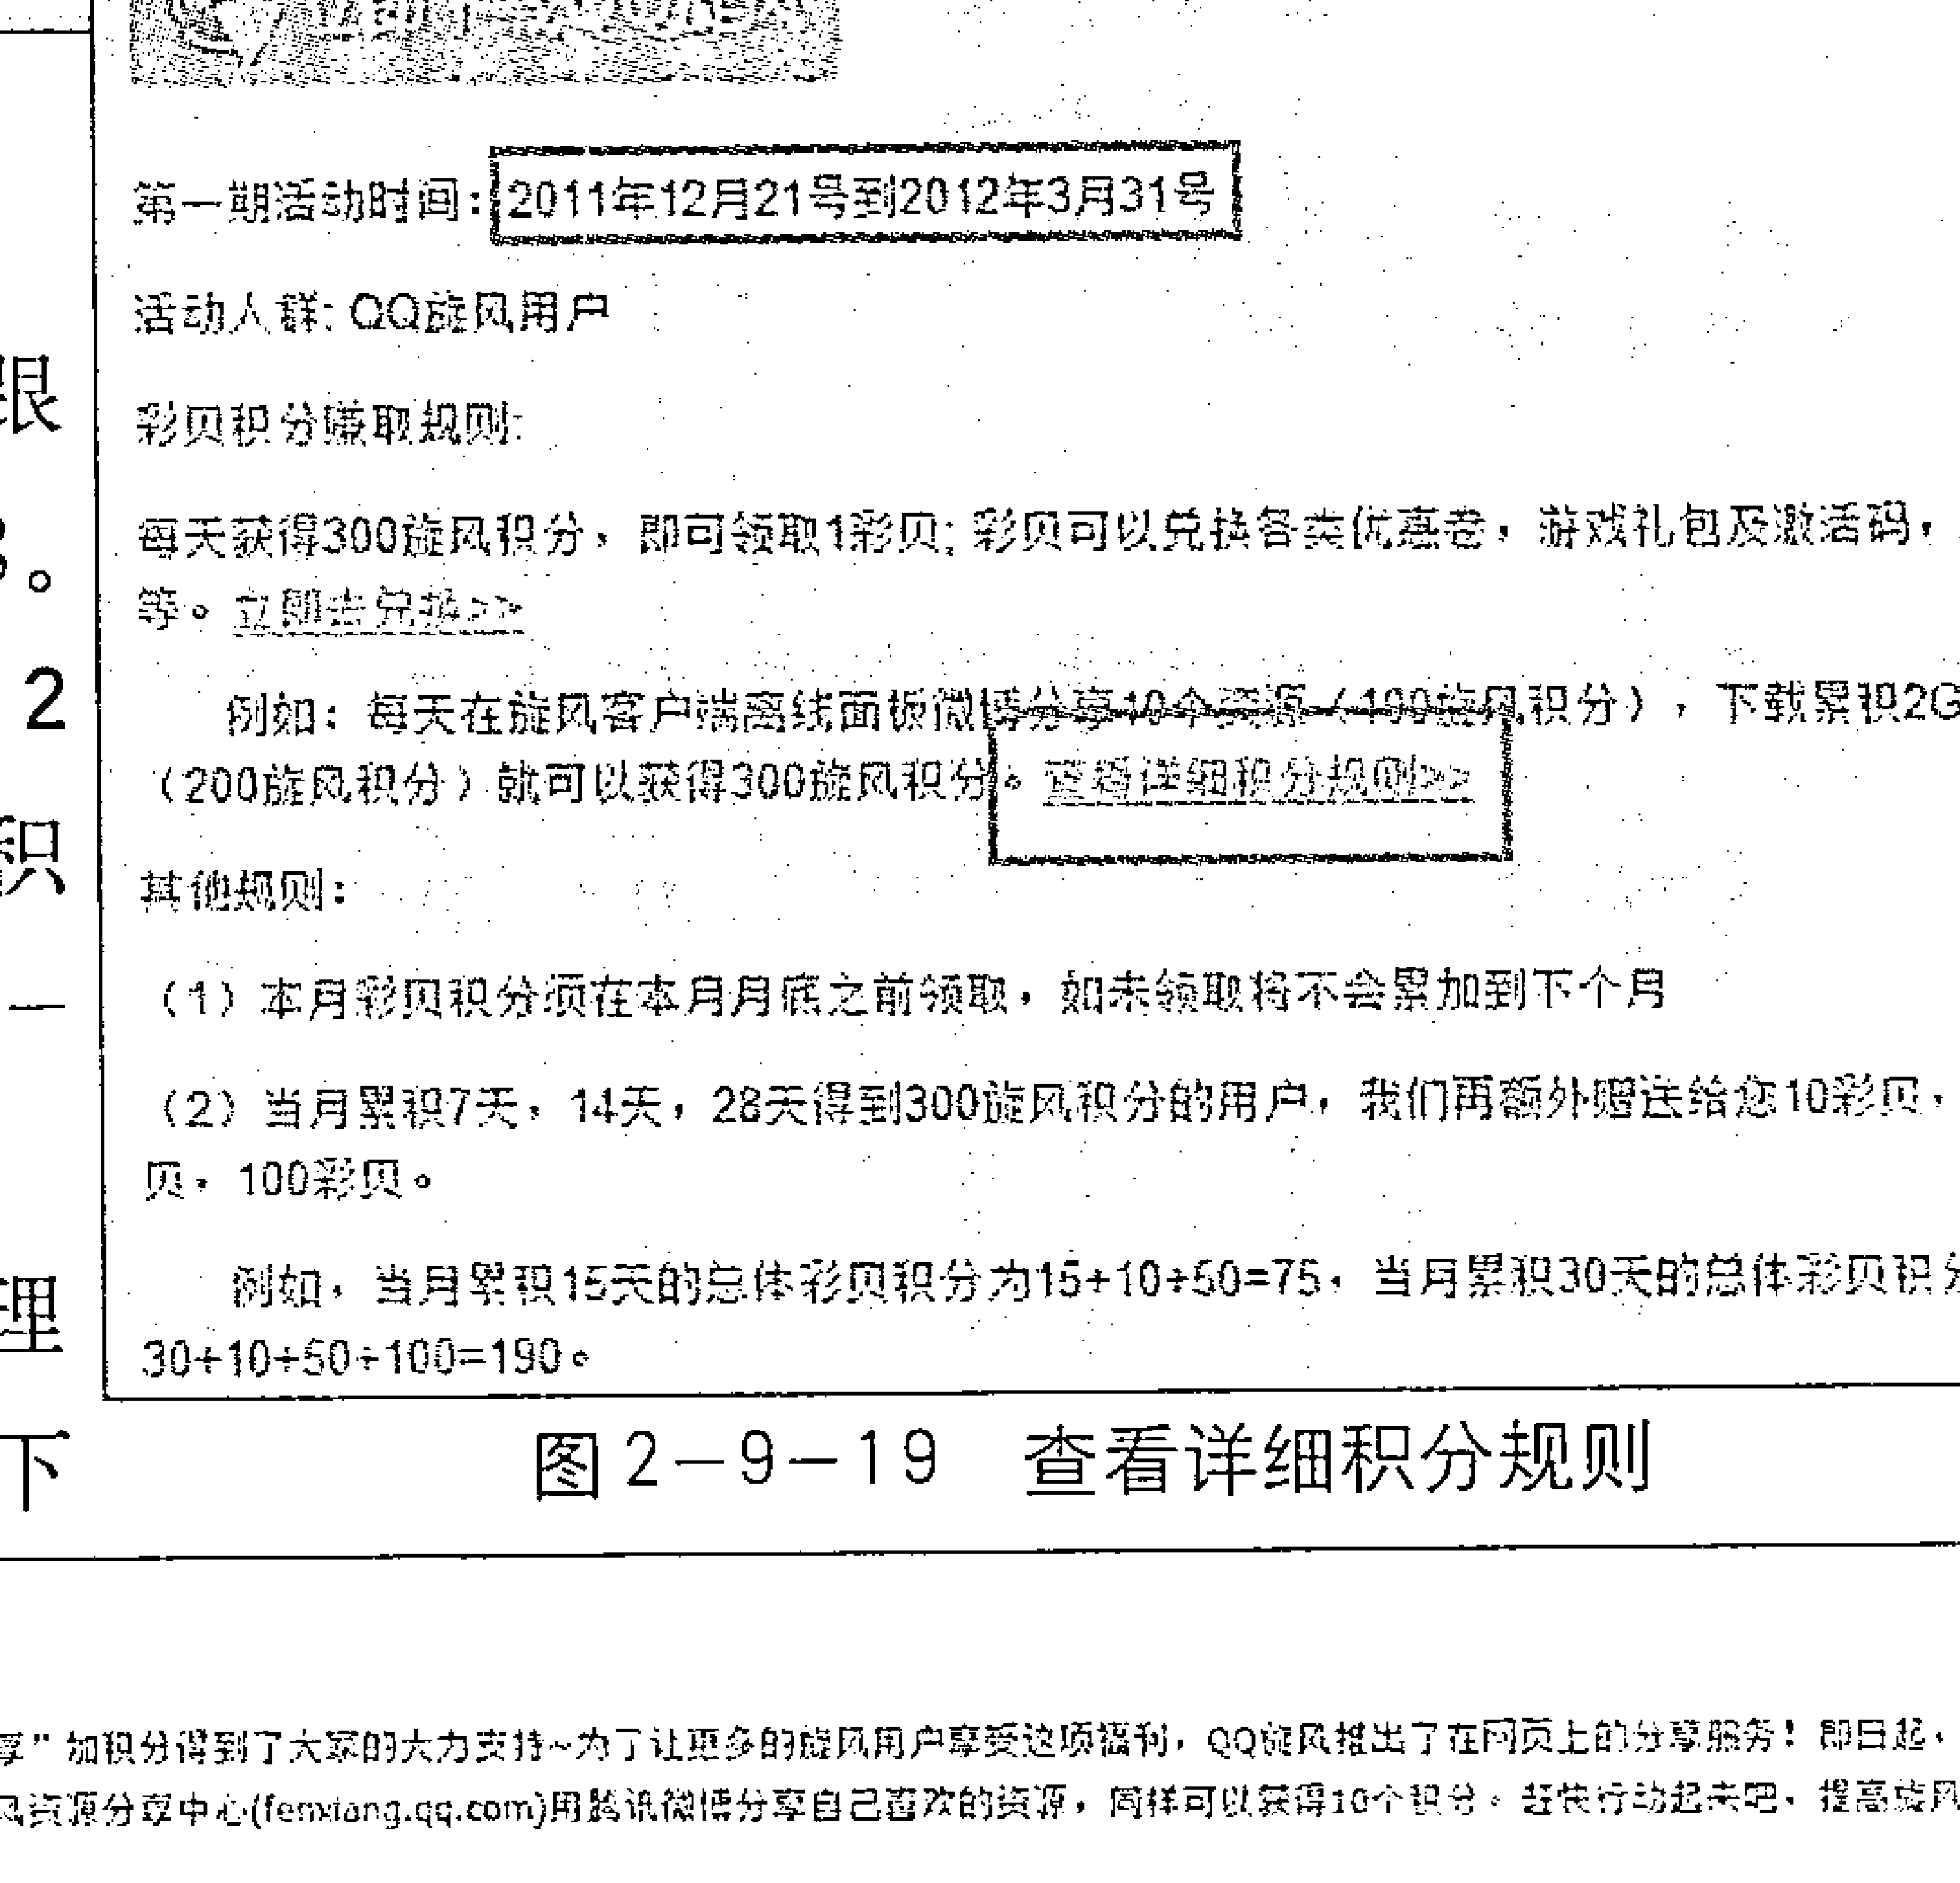 第一期活动时间:2011年12月21号到2012年3月31号
活动人群:QQ旋风用户
彩贝积分赚取规则:
每天获得300旋风积分，即可领取1彩贝；彩贝可以兑换各类优惠卷，游戏礼包及激活码，
等。立即去兑换>>
例如：每天在旋风客户端离线面板微博分享10个资源（100旋风积分），下载累积2G
（200旋风积分）就可以获得300旋风积分。查看详细积分规则>>
其他规则：
（1）本月彩贝积分须在本月月底之前领取，如未领取将不会累加到下个月
（2）当月累积7天，14天，28天得到300旋风积分的用户，我们再额外赠送给您10彩贝，
贝，100彩贝。
例如，当月累积15天的总体彩贝积分为15+10+50=75，当月累积30天的总体彩贝积分
30+10+50+100=190。
跟
。
2
积
一
理
下
图2-9-19 查看详细积分规则
享”加积分得到了大家的大力支持~为了让更多的旋风用户享受这项福利，QQ旋风推出了在网页上的分享服务！即日起，
风资源分享中心(fenxiang.qq.com)用腾讯微博分享自己喜欢的资源，同样可以获得10个积分。赶快行动起来吧，提高旋风